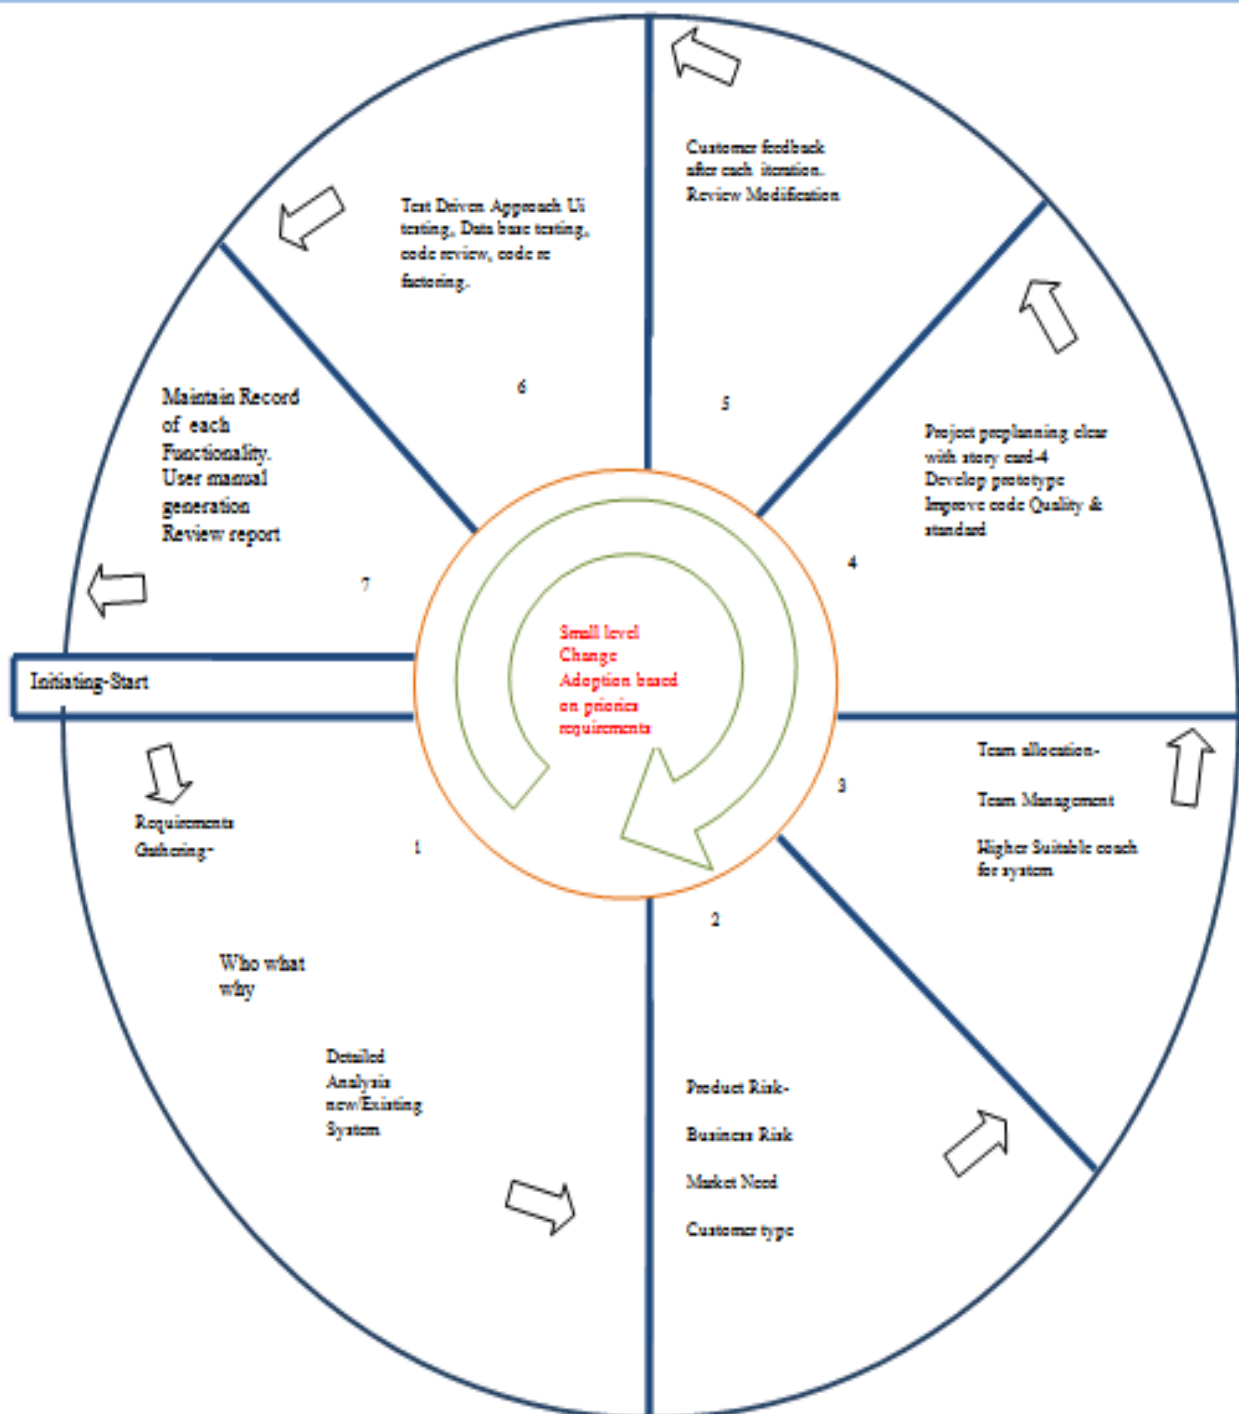 Initiating-Start
Requirements
Gathering-
Who what
why
Detailed
Analysis
new/Existing
System
1
2
Product Risk-
Business Risk
Market Need
Customer type
3
Team allocation-
Team Management
Higher Suitable coach
for system
4
Project preplanning clear
with story card-4
Develop prototype
Improve code Quality &
standard
5
Customer feedback
after each iteration.
Review Modification
6
Test Driven Approach Ui
testing, Data base testing,
code review, code re
factoring.
7
Maintain Record
of each
Functionality.
User manual
generation
Review report
Small level
Change
Adoption based
on priories
requirements